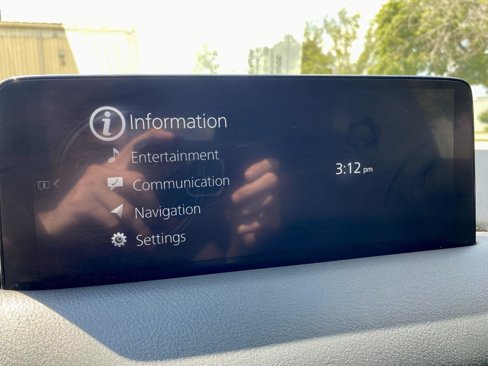 Information
Entertainment
Communication
Navigation
Settings
3:12 pm